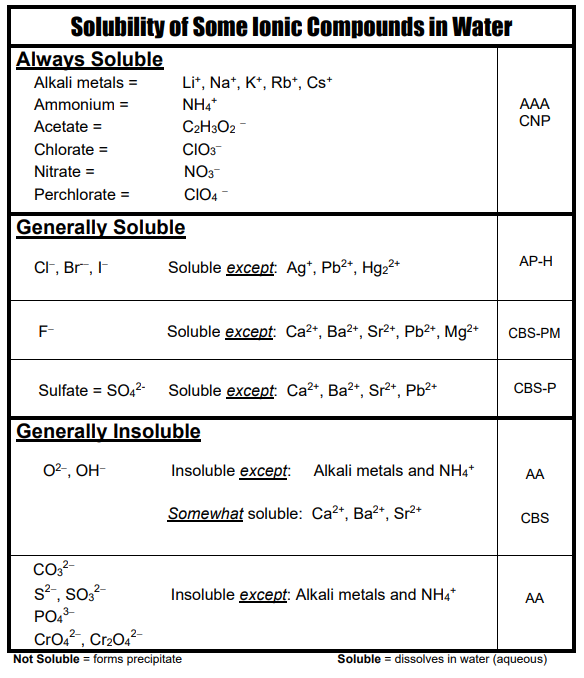 Solubility of Some Ionic Compounds in Water
Always Soluble
Alkali metals = Li⁺, Na⁺, K⁺, Rb⁺, Cs⁺
Ammonium = NH₄⁺
Acetate = C₂H₃O₂ ⁻
Chlorate = ClO₃⁻
Nitrate = NO₃⁻
Perchlorate = ClO₄ ⁻
AAA
CNP
Generally Soluble
Cl⁻, Br⁻, I⁻ Soluble except: Ag⁺, Pb²⁺, Hg₂²⁺ AP-H
F⁻ Soluble except: Ca²⁺, Ba²⁺, Sr²⁺, Pb²⁺, Mg²⁺ CBS-PM
Sulfate = SO₄²⁻ Soluble except: Ca²⁺, Ba²⁺, Sr²⁺, Pb²⁺ CBS-P
Generally Insoluble
O²⁻, OH⁻ Insoluble except: Alkali metals and NH₄⁺ AA
Somewhat soluble: Ca²⁺, Ba²⁺, Sr²⁺ CBS
CO₃²⁻
S²⁻, SO₃²⁻ Insoluble except: Alkali metals and NH₄⁺ AA
PO₄³⁻
CrO₄²⁻, Cr₂O₄²⁻
Not Soluble = forms precipitate Soluble = dissolves in water (aqueous)